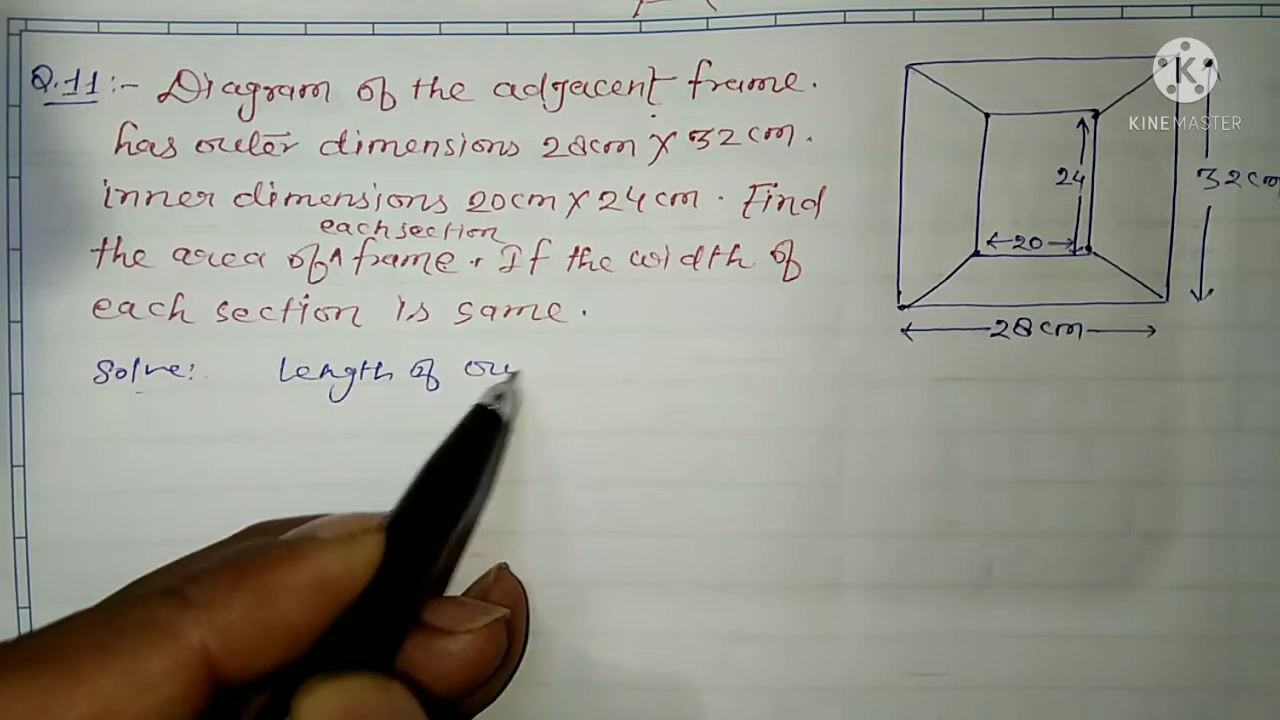 Q.11:- Diagram of the adjacent frame.
has outer dimensions 28cm X 32cm.
inner dimensions 20cm X 24cm. Find
each section
the area of ^ frame. If the width of
each section is same.
Solve: Length of ou
24
20
32cm
28cm
K
KINEMASTER